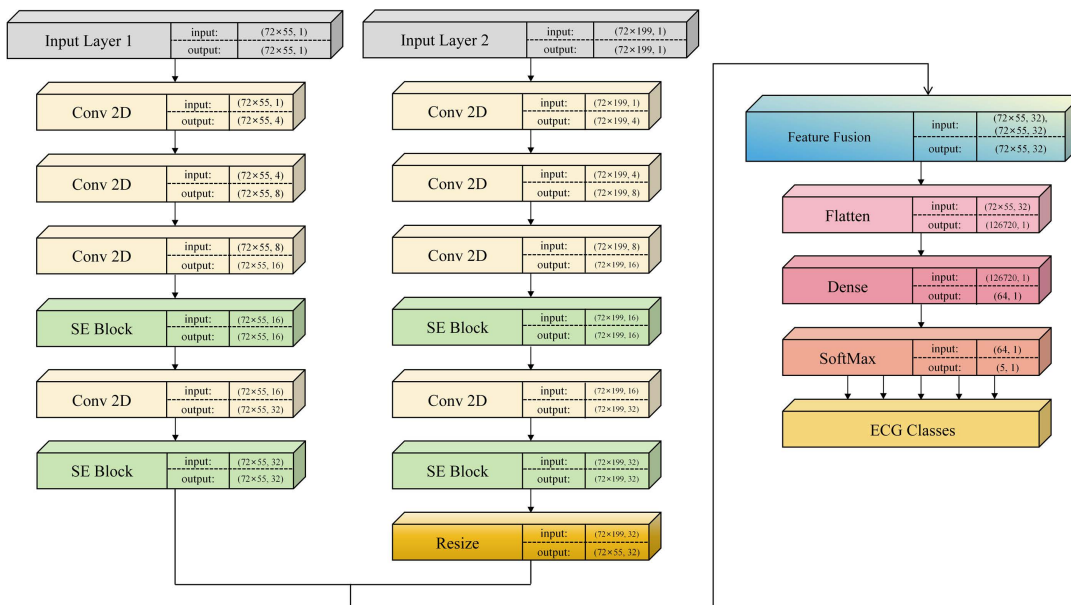 Input Layer 1
input: (72×55, 1)
output: (72×55, 1)
Conv 2D
input: (72×55, 1)
output: (72×55, 4)
Conv 2D
input: (72×55, 4)
output: (72×55, 8)
Conv 2D
input: (72×55, 8)
output: (72×55, 16)
SE Block
input: (72×55, 16)
output: (72×55, 16)
Conv 2D
input: (72×55, 16)
output: (72×55, 32)
SE Block
input: (72×55, 32)
output: (72×55, 32)
Input Layer 2
input: (72×199, 1)
output: (72×199, 1)
Conv 2D
input: (72×199, 1)
output: (72×199, 4)
Conv 2D
input: (72×199, 4)
output: (72×199, 8)
Conv 2D
input: (72×199, 8)
output: (72×199, 16)
SE Block
input: (72×199, 16)
output: (72×199, 16)
Conv 2D
input: (72×199, 16)
output: (72×199, 32)
SE Block
input: (72×199, 32)
output: (72×199, 32)
Resize
input: (72×199, 32)
output: (72×55, 32)
Feature Fusion
input: (72×55, 32),
(72×55, 32)
output: (72×55, 32)
Flatten
input: (72×55, 32)
output: (126720, 1)
Dense
input: (126720, 1)
output: (64, 1)
SoftMax
input: (64, 1)
output: (5, 1)
ECG Classes